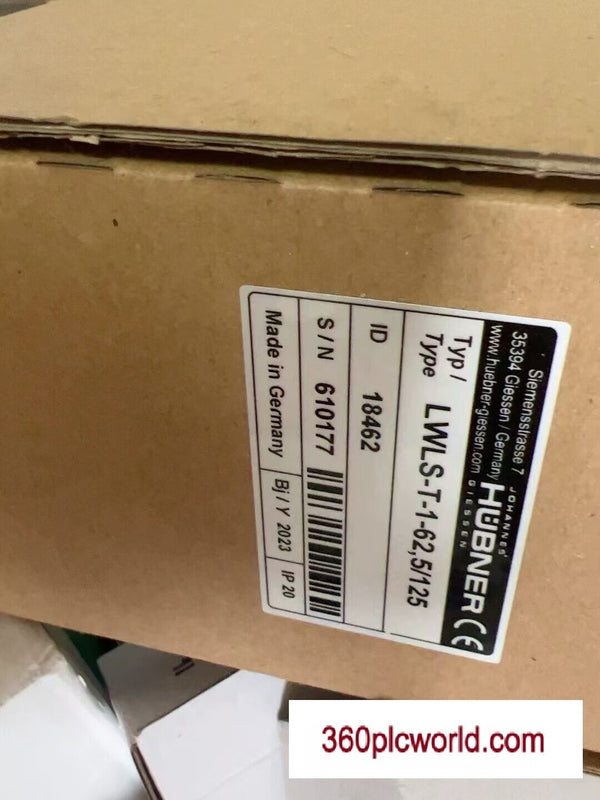 Siemensstrasse 7
35394 Giessen / Germany
www.huebner-giessen.com
JOHANNES
HÜBNER
GIESSEN
CE
Typ /
Type LWLS-T-1-62,5/125
ID 18462
S / N 610177
Made in Germany Bj / Y 2023 IP 20
360plcworld.com